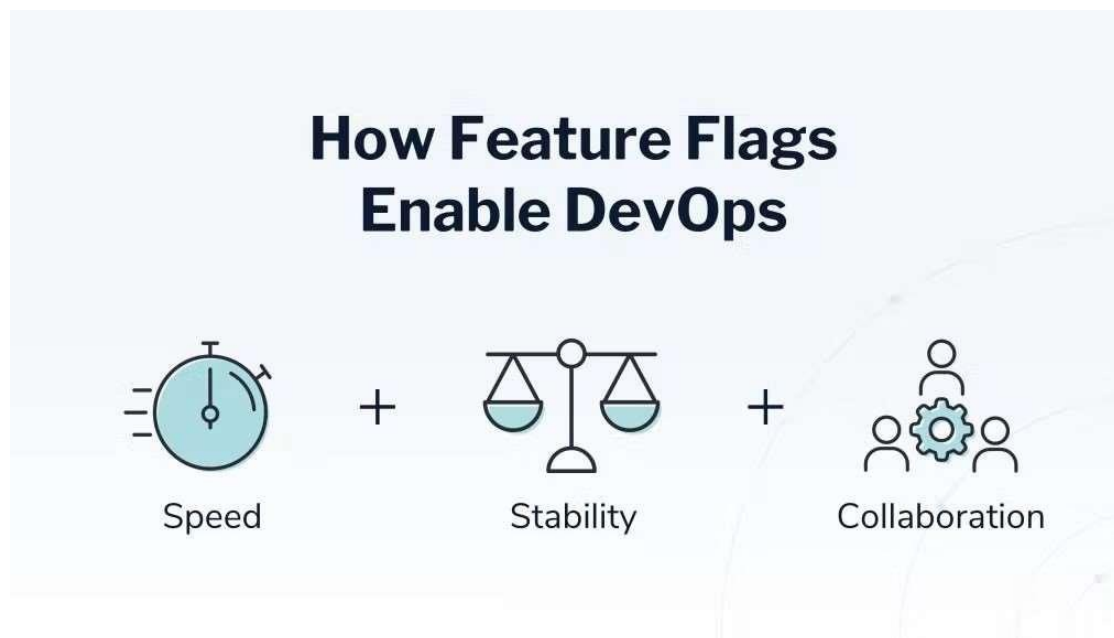 How Feature Flags
Enable DevOps
+
+
Speed
Stability
Collaboration